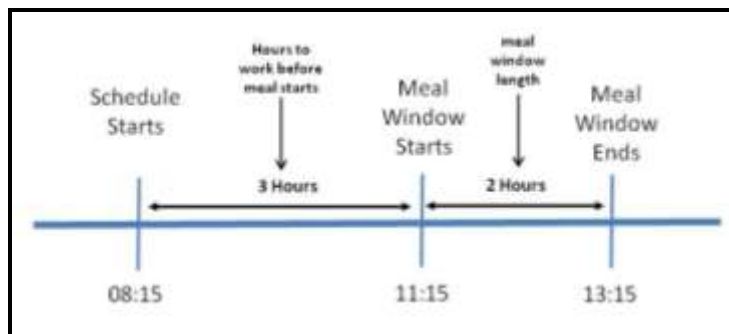 Hours to
work before
meal starts
meal
window
length
Schedule
Starts
Meal
Window
Starts
Meal
Window
Ends
3 Hours
2 Hours
08:15
11:15
13:15